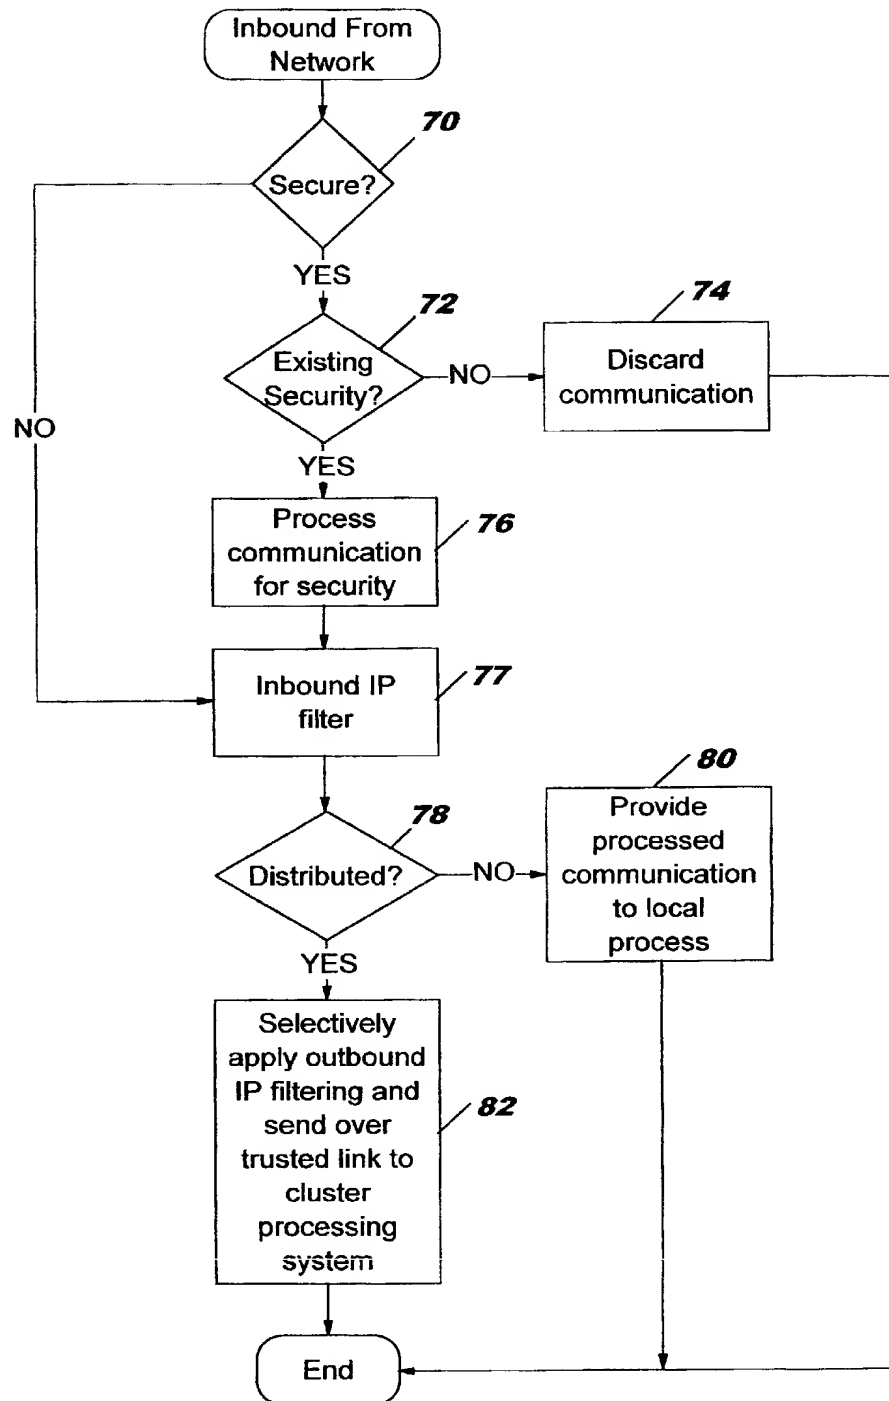 Inbound From
Network
70
Secure?
YES
72
Existing
Security?
NO
74
Discard
communication
NO
YES
Process
communication
for security
76
Inbound IP
filter
77
78
Distributed?
NO
80
Provide
processed
communication
to local
process
YES
Selectively
apply outbound
IP filtering and
send over
trusted link to
cluster
processing
system
82
End